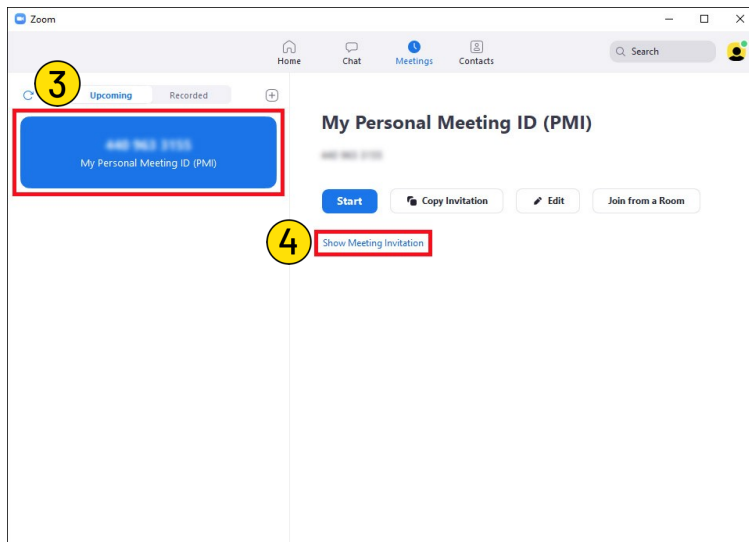 Zoom
Home Chat Meetings Contacts
Search
3
Upcoming Recorded
My Personal Meeting ID (PMI)
My Personal Meeting ID (PMI)
Start Copy Invitation Edit Join from a Room
4
Show Meeting Invitation